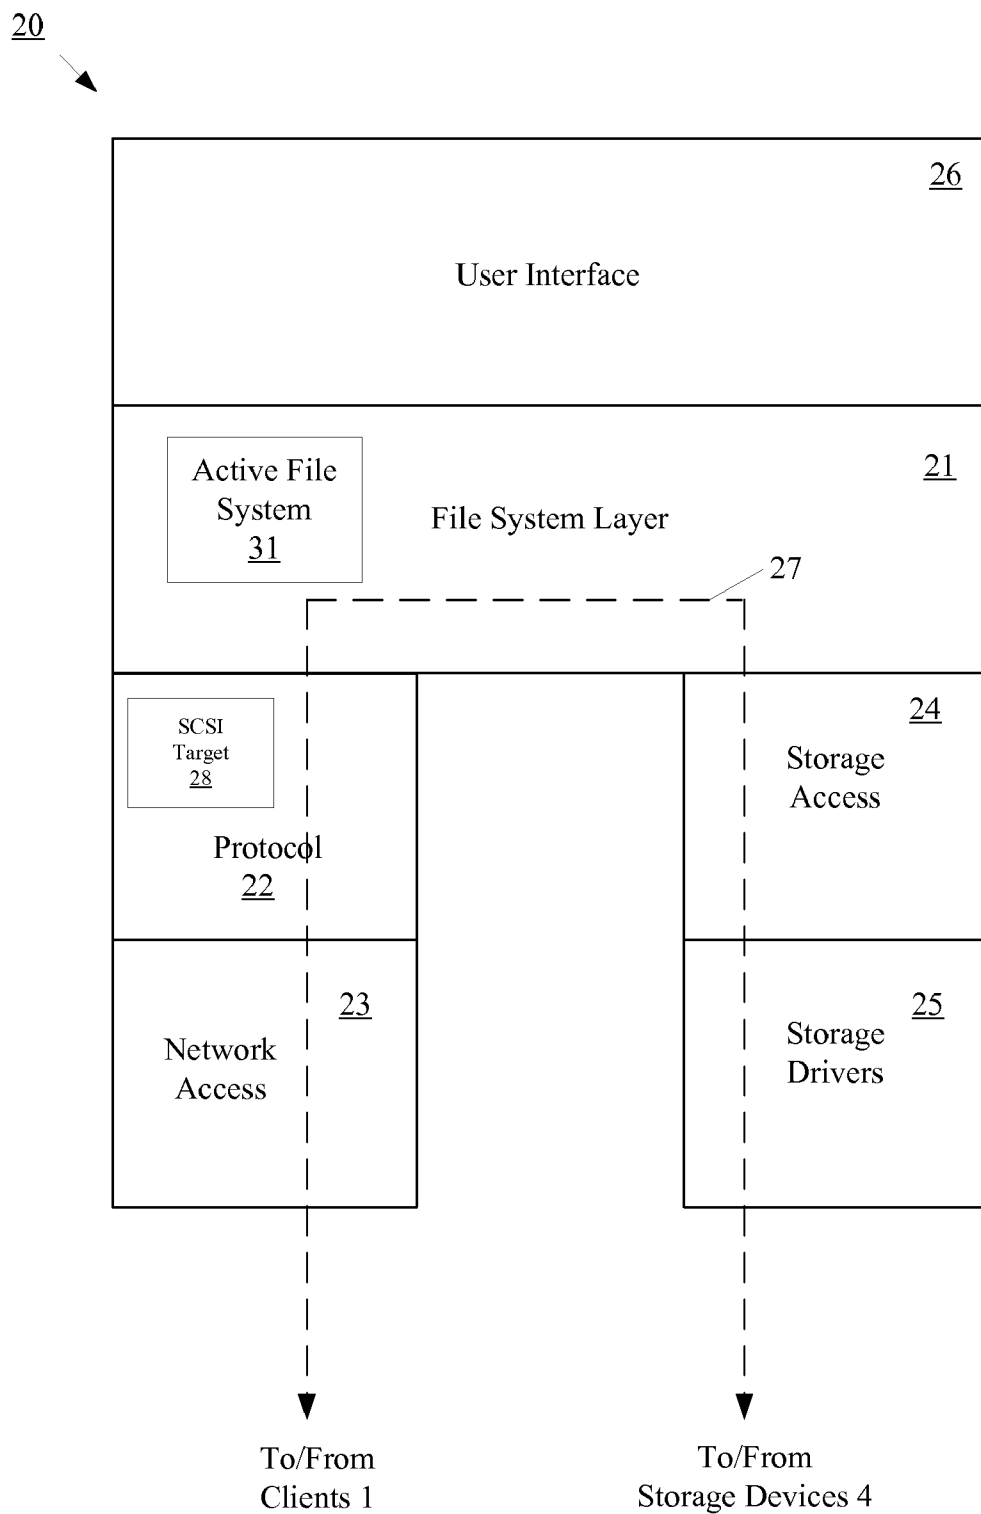 20
26
User Interface
Active File
System
31
21
File System Layer
27
SCSI
Target
28
Protocol
22
24
Storage
Access
23
Network
Access
25
Storage
Drivers
To/From
Clients 1
To/From
Storage Devices 4